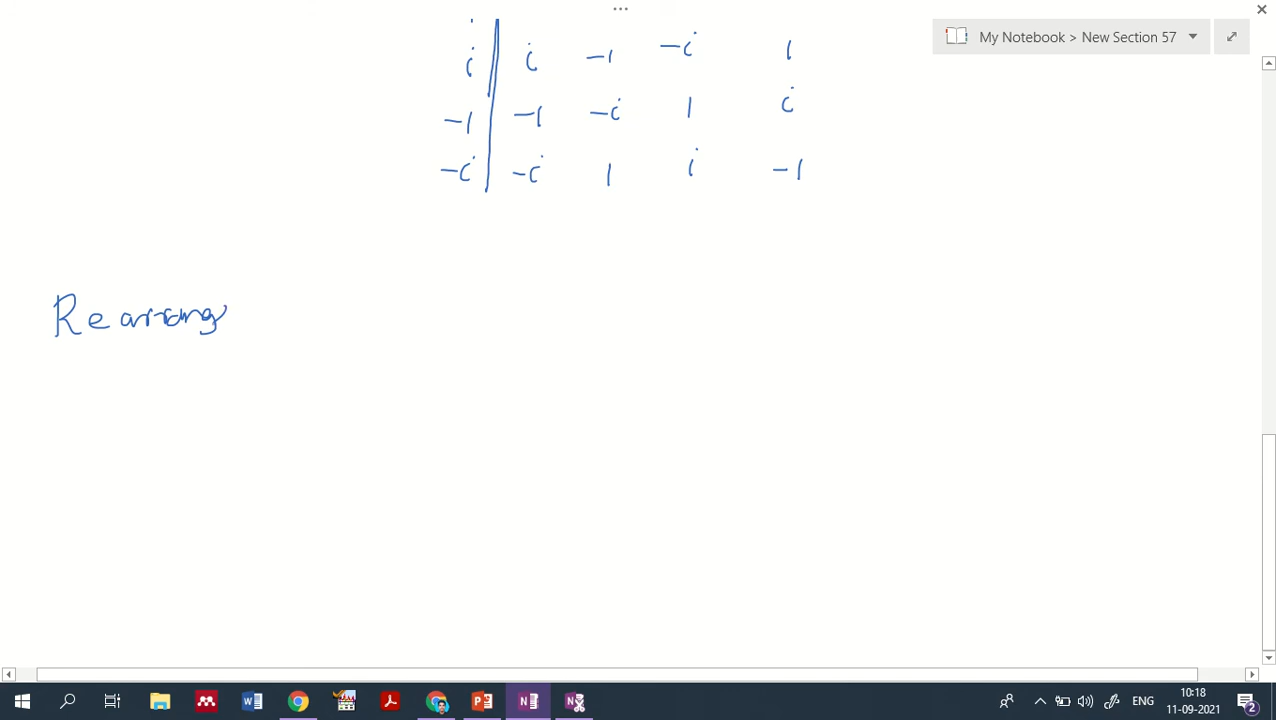 ...
My Notebook > New Section 57
i | i -1 -i 1
-1 | -1 -i 1 i
-i | -i 1 i -1
Rearrang
ENG
10:18
11-09-2021
2